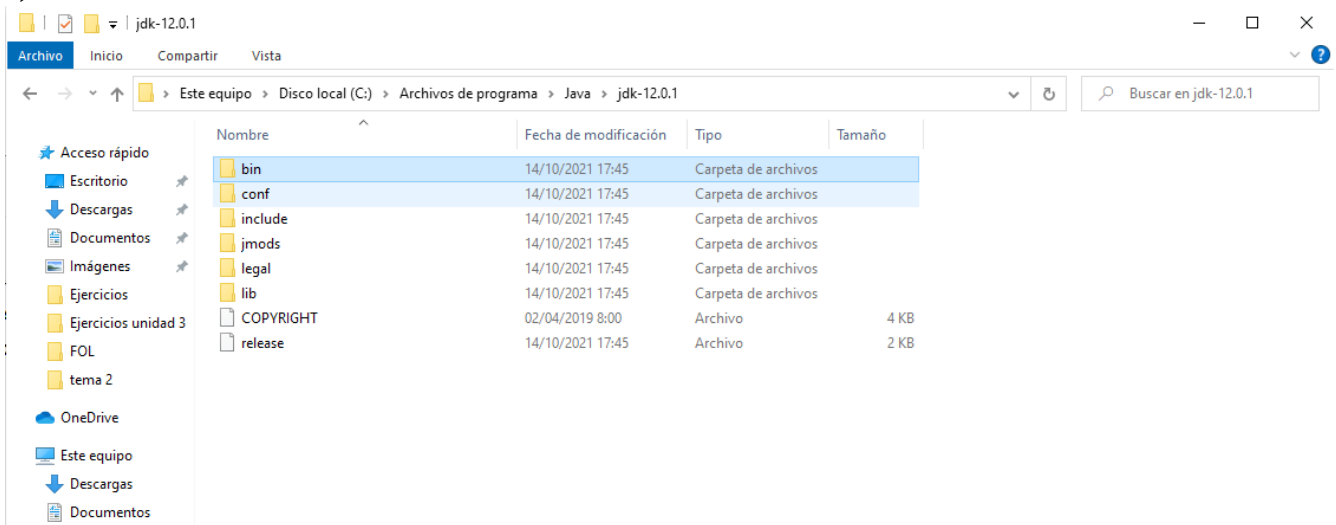 jdk-12.0.1
Archivo Inicio Compartir Vista
Este equipo > Disco local (C:) > Archivos de programa > Java > jdk-12.0.1
Buscar en jdk-12.0.1
Nombre Fecha de modificación Tipo Tamaño
Acceso rápido
Escritorio
Descargas
Documentos
Imágenes
Ejercicios
Ejercicios unidad 3
FOL
tema 2
OneDrive
Este equipo
Descargas
Documentos
bin 14/10/2021 17:45 Carpeta de archivos
conf 14/10/2021 17:45 Carpeta de archivos
include 14/10/2021 17:45 Carpeta de archivos
jmods 14/10/2021 17:45 Carpeta de archivos
legal 14/10/2021 17:45 Carpeta de archivos
lib 14/10/2021 17:45 Carpeta de archivos
COPYRIGHT 02/04/2019 8:00 Archivo 4 KB
release 14/10/2021 17:45 Archivo 2 KB